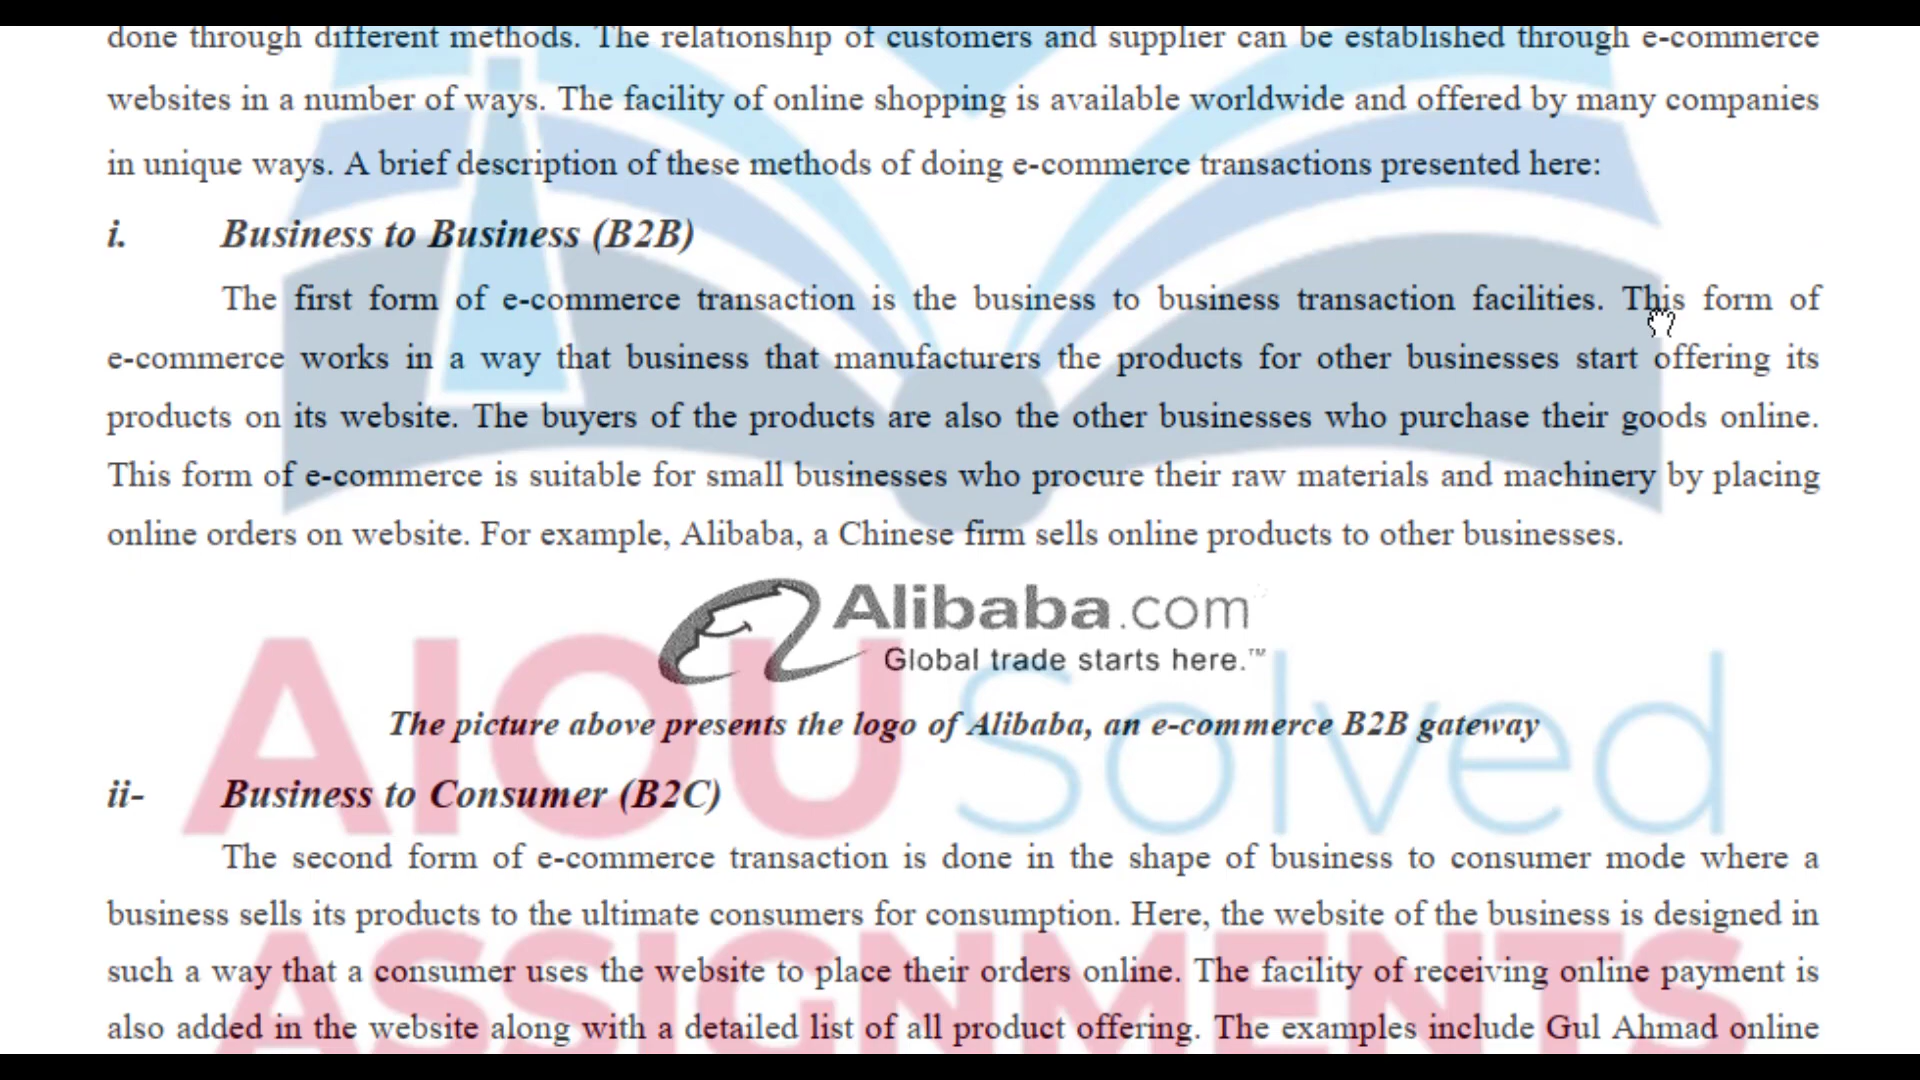 done through different methods. The relationship of customers and supplier can be established through e-commerce
websites in a number of ways. The facility of online shopping is available worldwide and offered by many companies
in unique ways. A brief description of these methods of doing e-commerce transactions presented here:
i. Business to Business (B2B)
The first form of e-commerce transaction is the business to business transaction facilities. This form of
e-commerce works in a way that business that manufacturers the products for other businesses start offering its
products on its website. The buyers of the products are also the other businesses who purchase their goods online.
This form of e-commerce is suitable for small businesses who procure their raw materials and machinery by placing
online orders on website. For example, Alibaba, a Chinese firm sells online products to other businesses.
Alibaba.com
Global trade starts here.™
The picture above presents the logo of Alibaba, an e-commerce B2B gateway
AIOU Solved
ii- Business to Consumer (B2C)
The second form of e-commerce transaction is done in the shape of business to consumer mode where a
business sells its products to the ultimate consumers for consumption. Here, the website of the business is designed in
such a way that a consumer uses the website to place their orders online. The facility of receiving online payment is
also added in the website along with a detailed list of all product offering. The examples include Gul Ahmad online
ASSIGNMENTS